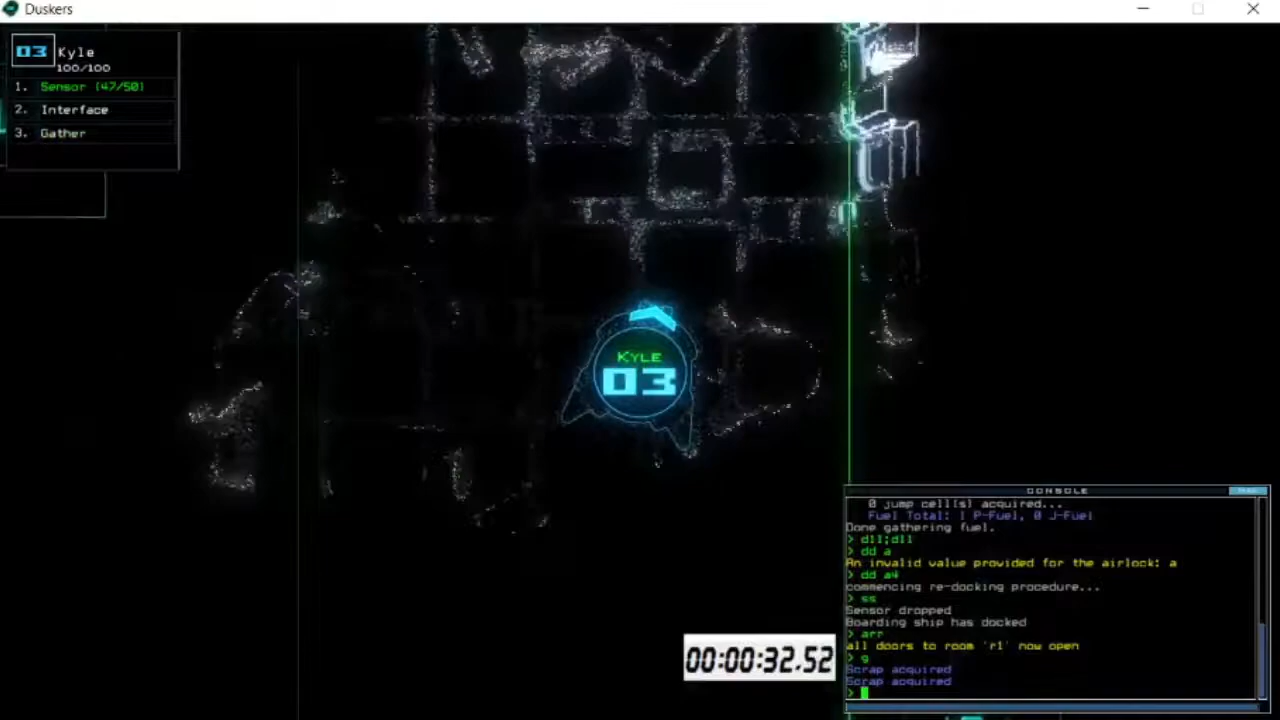 Duskers
03 Kyle
100/100
1. Sensor (47/50)
2. Interface
3. Gather
KYLE
03
CONSOLE
0 jump cell(s) acquired...
Fuel Total: 1 P-Fuel, 0 J-Fuel
Done gathering fuel.
> dll;dll
> dd a
An invalid value provided for the airlock: a
> dd a4
commencing re-docking procedure...
> ss
Sensor dropped
Boarding ship has docked
> arr
all doors to room 'r1' now open
> g
Scrap acquired
Scrap acquired
>
00:00:32.52